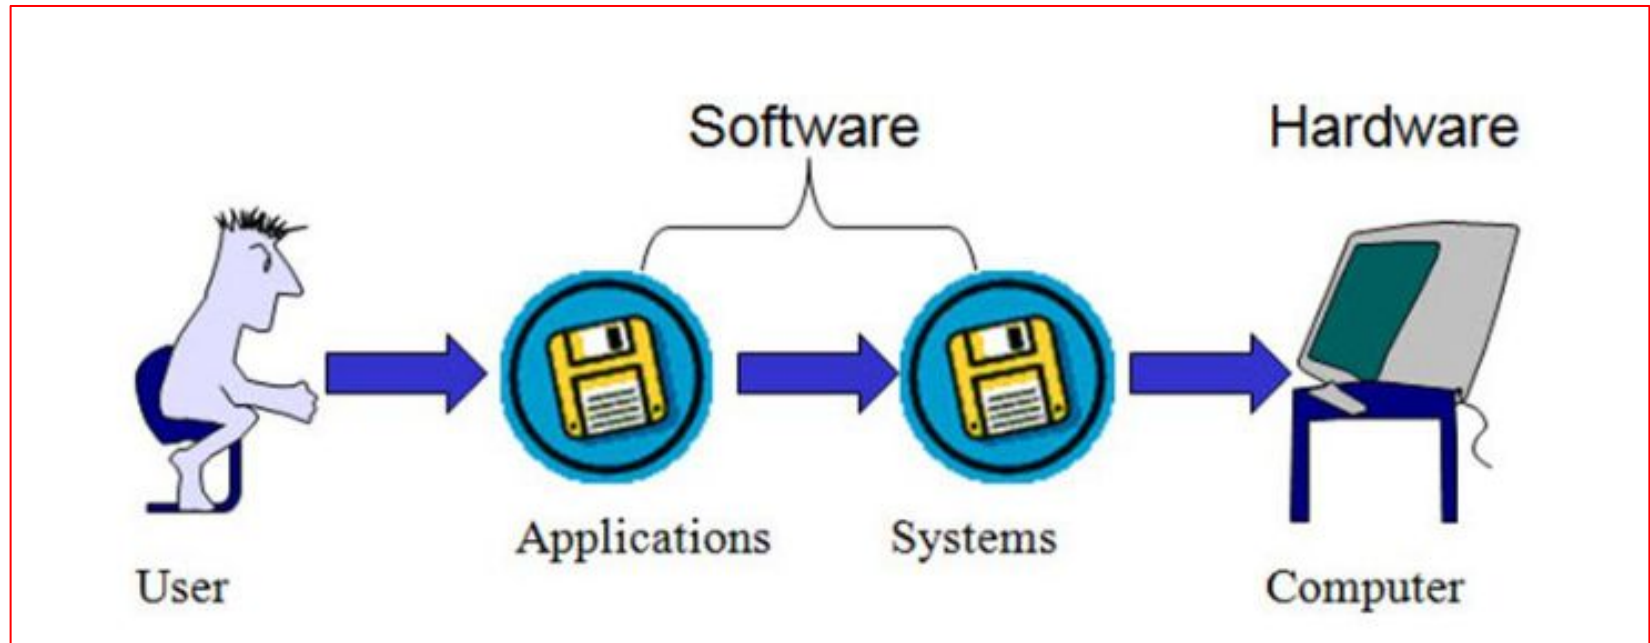 Software
Hardware
Applications
Systems
User
Computer